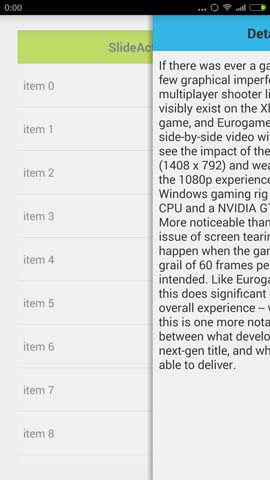 0:00
SlideAc
item 0
item 1
item 2
item 3
item 4
item 5
item 6
item 7
item 8
Deta
If there was ever a ga
few graphical imperf
multiplayer shooter li
visibly exist on the Xl
game, and Eurogame
side-by-side video wi
see the impact of the
(1408 x 792) and wea
the 1080p experience
Windows gaming rig
CPU and a NVIDIA GT
More noticeable than
issue of screen tearin
happen when the gam
grail of 60 frames pe
intended. Like Euroga
this does significant
overall experience -- w
this is one more nota
between what develo
next-gen title, and wh
able to deliver.